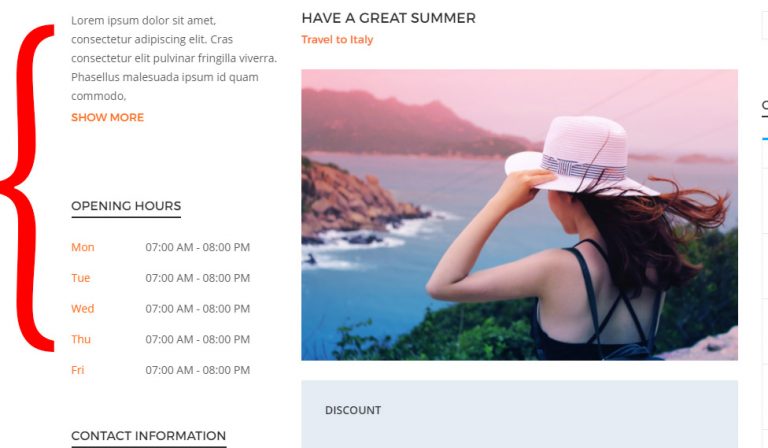 Lorem ipsum dolor sit amet,
consectetur adipiscing elit. Cras
consectetur elit pulvinar fringilla viverra.
Phasellus malesuada ipsum id quam
commodo,
SHOW MORE
OPENING HOURS
Mon 07:00 AM - 08:00 PM
Tue 07:00 AM - 08:00 PM
Wed 07:00 AM - 08:00 PM
Thu 07:00 AM - 08:00 PM
Fri 07:00 AM - 08:00 PM
CONTACT INFORMATION
HAVE A GREAT SUMMER
Travel to Italy
DISCOUNT